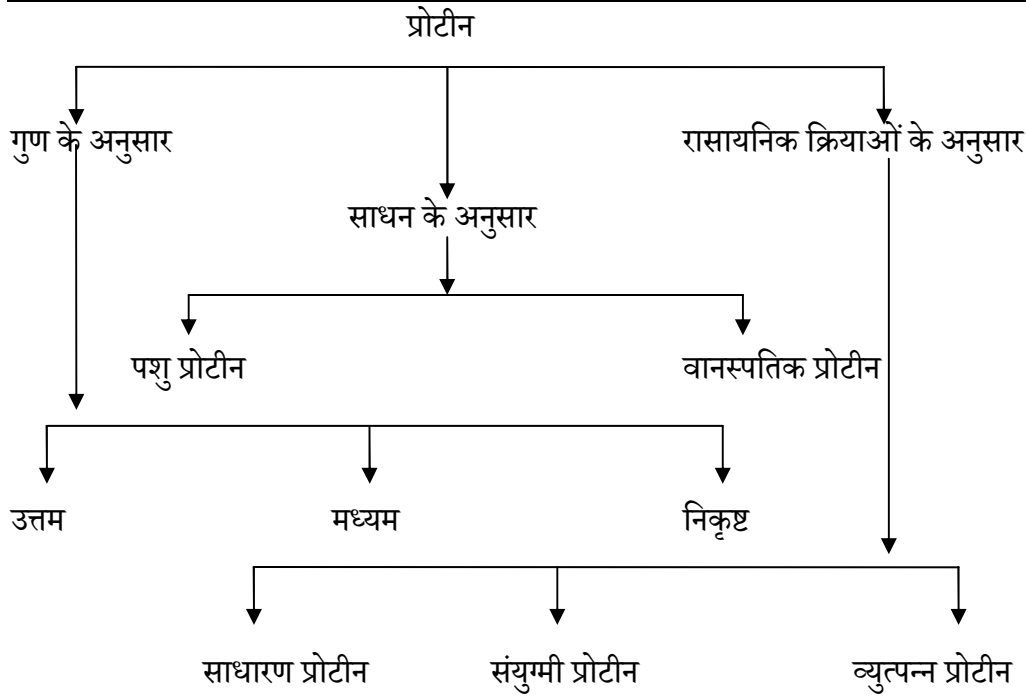 प्रोटीन
गुण के अनुसार
रासायनिक क्रियाओं के अनुसार
साधन के अनुसार
पशु प्रोटीन
वानस्पतिक प्रोटीन
उत्तम
मध्यम
निकृष्ट
साधारण प्रोटीन
संयुग्मी प्रोटीन
व्युत्पन्न प्रोटीन